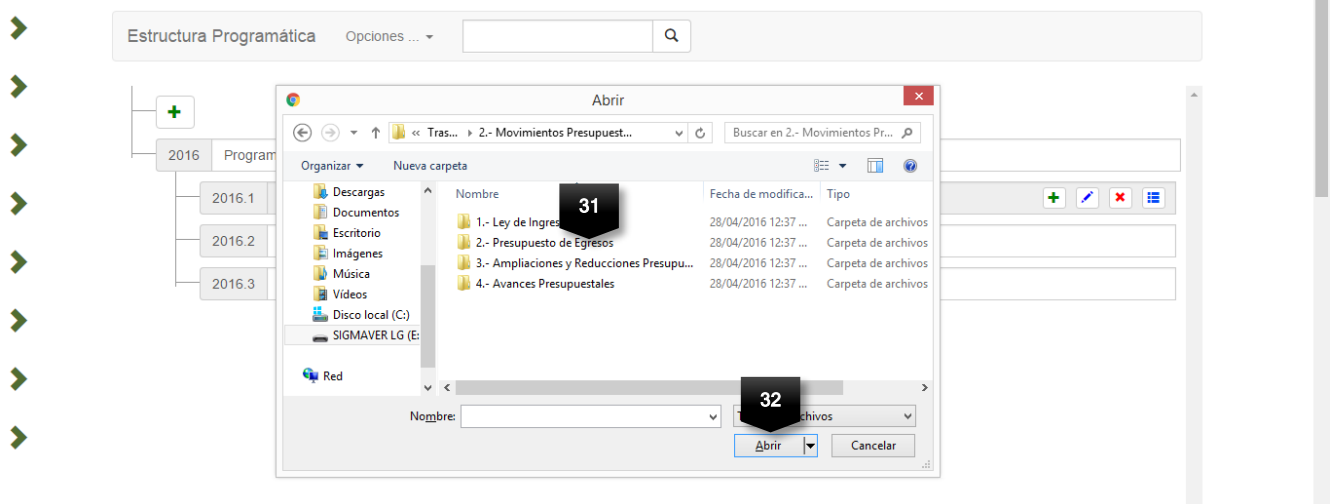 Estructura Programática Opciones ...
Abrir
« Tras... 2.- Movimientos Presupuest... Buscar en 2.- Movimientos Pr...
2016 Program
Organizar Nueva carpeta
Descargas
Nombre Fecha de modifica... Tipo
2016.1
31
Documentos
1.- Ley de Ingres 28/04/2016 12:37 ... Carpeta de archivos
Escritorio
2016.2
2.- Presupuesto de Egresos 28/04/2016 12:37 ... Carpeta de archivos
Imágenes
3.- Ampliaciones y Reducciones Presupu... 28/04/2016 12:37 ... Carpeta de archivos
Música
2016.3
4.- Avances Presupuestales 28/04/2016 12:37 ... Carpeta de archivos
Vídeos
Disco local (C:)
SIGMAVER LG (E:
Red
32
Nombre:
Abrir Cancelar